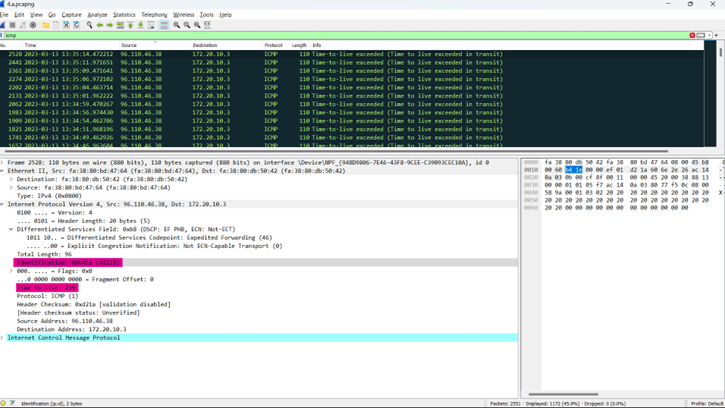 4.a.pcapng
File Edit View Go Capture Analyze Statistics Telephony Wireless Tools Help
icmp
No. Time Source Destination Protocol Length Info
2528 2023-03-13 13:35:14.472212 96.110.46.38 172.20.10.3 ICMP 110 Time-to-live exceeded (Time to live exceeded in transit)
2441 2023-03-13 13:35:11.971651 96.110.46.38 172.20.10.3 ICMP 110 Time-to-live exceeded (Time to live exceeded in transit)
2361 2023-03-13 13:35:09.471641 96.110.46.38 172.20.10.3 ICMP 110 Time-to-live exceeded (Time to live exceeded in transit)
2274 2023-03-13 13:35:06.972102 96.110.46.38 172.20.10.3 ICMP 110 Time-to-live exceeded (Time to live exceeded in transit)
2202 2023-03-13 13:35:04.463714 96.110.46.38 172.20.10.3 ICMP 110 Time-to-live exceeded (Time to live exceeded in transit)
2131 2023-03-13 13:35:01.962222 96.110.46.38 172.20.10.3 ICMP 110 Time-to-live exceeded (Time to live exceeded in transit)
2062 2023-03-13 13:34:59.470267 96.110.46.38 172.20.10.3 ICMP 110 Time-to-live exceeded (Time to live exceeded in transit)
1983 2023-03-13 13:34:56.974430 96.110.46.38 172.20.10.3 ICMP 110 Time-to-live exceeded (Time to live exceeded in transit)
1909 2023-03-13 13:34:54.462706 96.110.46.38 172.20.10.3 ICMP 110 Time-to-live exceeded (Time to live exceeded in transit)
1821 2023-03-13 13:34:51.968196 96.110.46.38 172.20.10.3 ICMP 110 Time-to-live exceeded (Time to live exceeded in transit)
1741 2023-03-13 13:34:49.462926 96.110.46.38 172.20.10.3 ICMP 110 Time-to-live exceeded (Time to live exceeded in transit)
1657 2023-03-13 13:34:46.963604 96.110.46.38 172.20.10.3 ICMP 110 Time-to-live exceeded (Time to live exceeded in transit)
Frame 2528: 110 bytes on wire (880 bits), 110 bytes captured (880 bits) on interface \Device\NPF_{948D9806-7E46-43FB-9CEE-C39093CEC10A}, id 0
Ethernet II, Src: fa:38:80:bd:47:64 (fa:38:80:bd:47:64), Dst: fa:38:80:db:50:42 (fa:38:80:db:50:42)
Destination: fa:38:80:db:50:42 (fa:38:80:db:50:42)
Source: fa:38:80:bd:47:64 (fa:38:80:bd:47:64)
Type: IPv4 (0x0800)
Internet Protocol Version 4, Src: 96.110.46.38, Dst: 172.20.10.3
0100 .... = Version: 4
.... 0101 = Header Length: 20 bytes (5)
Differentiated Services Field: 0xb8 (DSCP: EF PHB, ECN: Not-ECT)
1011 10.. = Differentiated Services Codepoint: Expedited Forwarding (46)
.... ..00 = Explicit Congestion Notification: Not ECN-Capable Transport (0)
Total Length: 96
Identification: 0xb41e (46110)
000. .... = Flags: 0x0
...0 0000 0000 0000 = Fragment Offset: 0
Time to Live: 239
Protocol: ICMP (1)
Header Checksum: 0xd21a [validation disabled]
[Header checksum status: Unverified]
Source Address: 96.110.46.38
Destination Address: 172.20.10.3
Internet Control Message Protocol
0000 fa 38 80 db 50 42 fa 38 80 bd 47 64 08 00 45 b8
0010 00 60 b4 1e 00 00 ef 01 d2 1a 60 6e 2e 26 ac 14
0020 0a 03 0b 00 cf 8f 00 11 00 00 45 20 00 38 88 13
0030 00 00 01 01 05 f7 ac 14 0a 03 80 77 f5 0c 08 00
0040 58 9a 00 01 03 02 20 20 20 20 20 20 20 20 20 20
0050 20 20 20 20 20 20 20 20 20 20 20 20 20 20 20 20
0060 20 20 00 00 00 00 00 00 00 00 00 00 00 00
Identification (ip.id), 2 bytes
Packets: 2551 · Displayed: 1172 (45.9%) · Dropped: 0 (0.0%)
Profile: Default